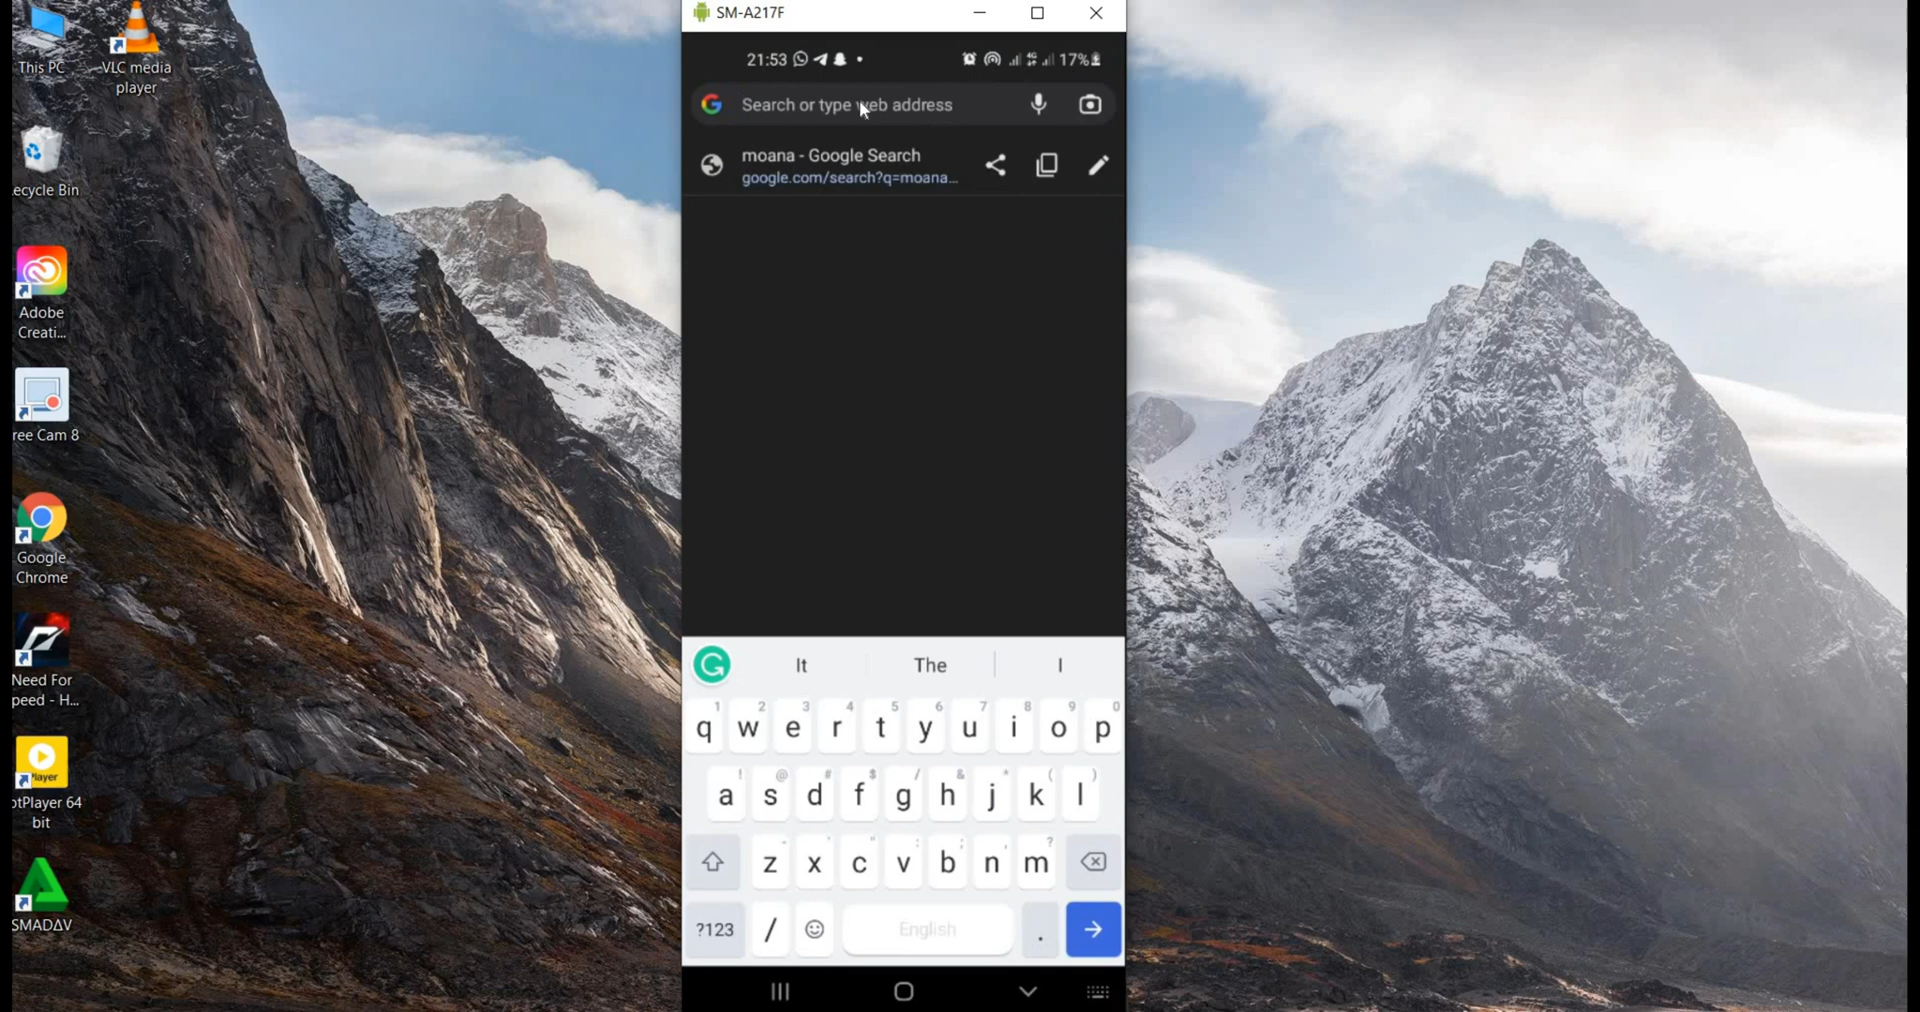 This PC
VLC media
player
ecycle Bin
Adobe
Creati...
ree Cam 8
Google
Chrome
Need For
peed - H...
Player
otPlayer 64
bit
SMADΔV
SM-A217F
21:53
4G
17%
Search or type web address
moana - Google Search
google.com/search?q=moana...
It The I
1 2 3 4 5 6 7 8 9 0
q w e r t y u i o p
! @ # $ / & * ( )
a s d f g h j k l
- ' " : ; , ?
z x c v b n m
?123 / English .